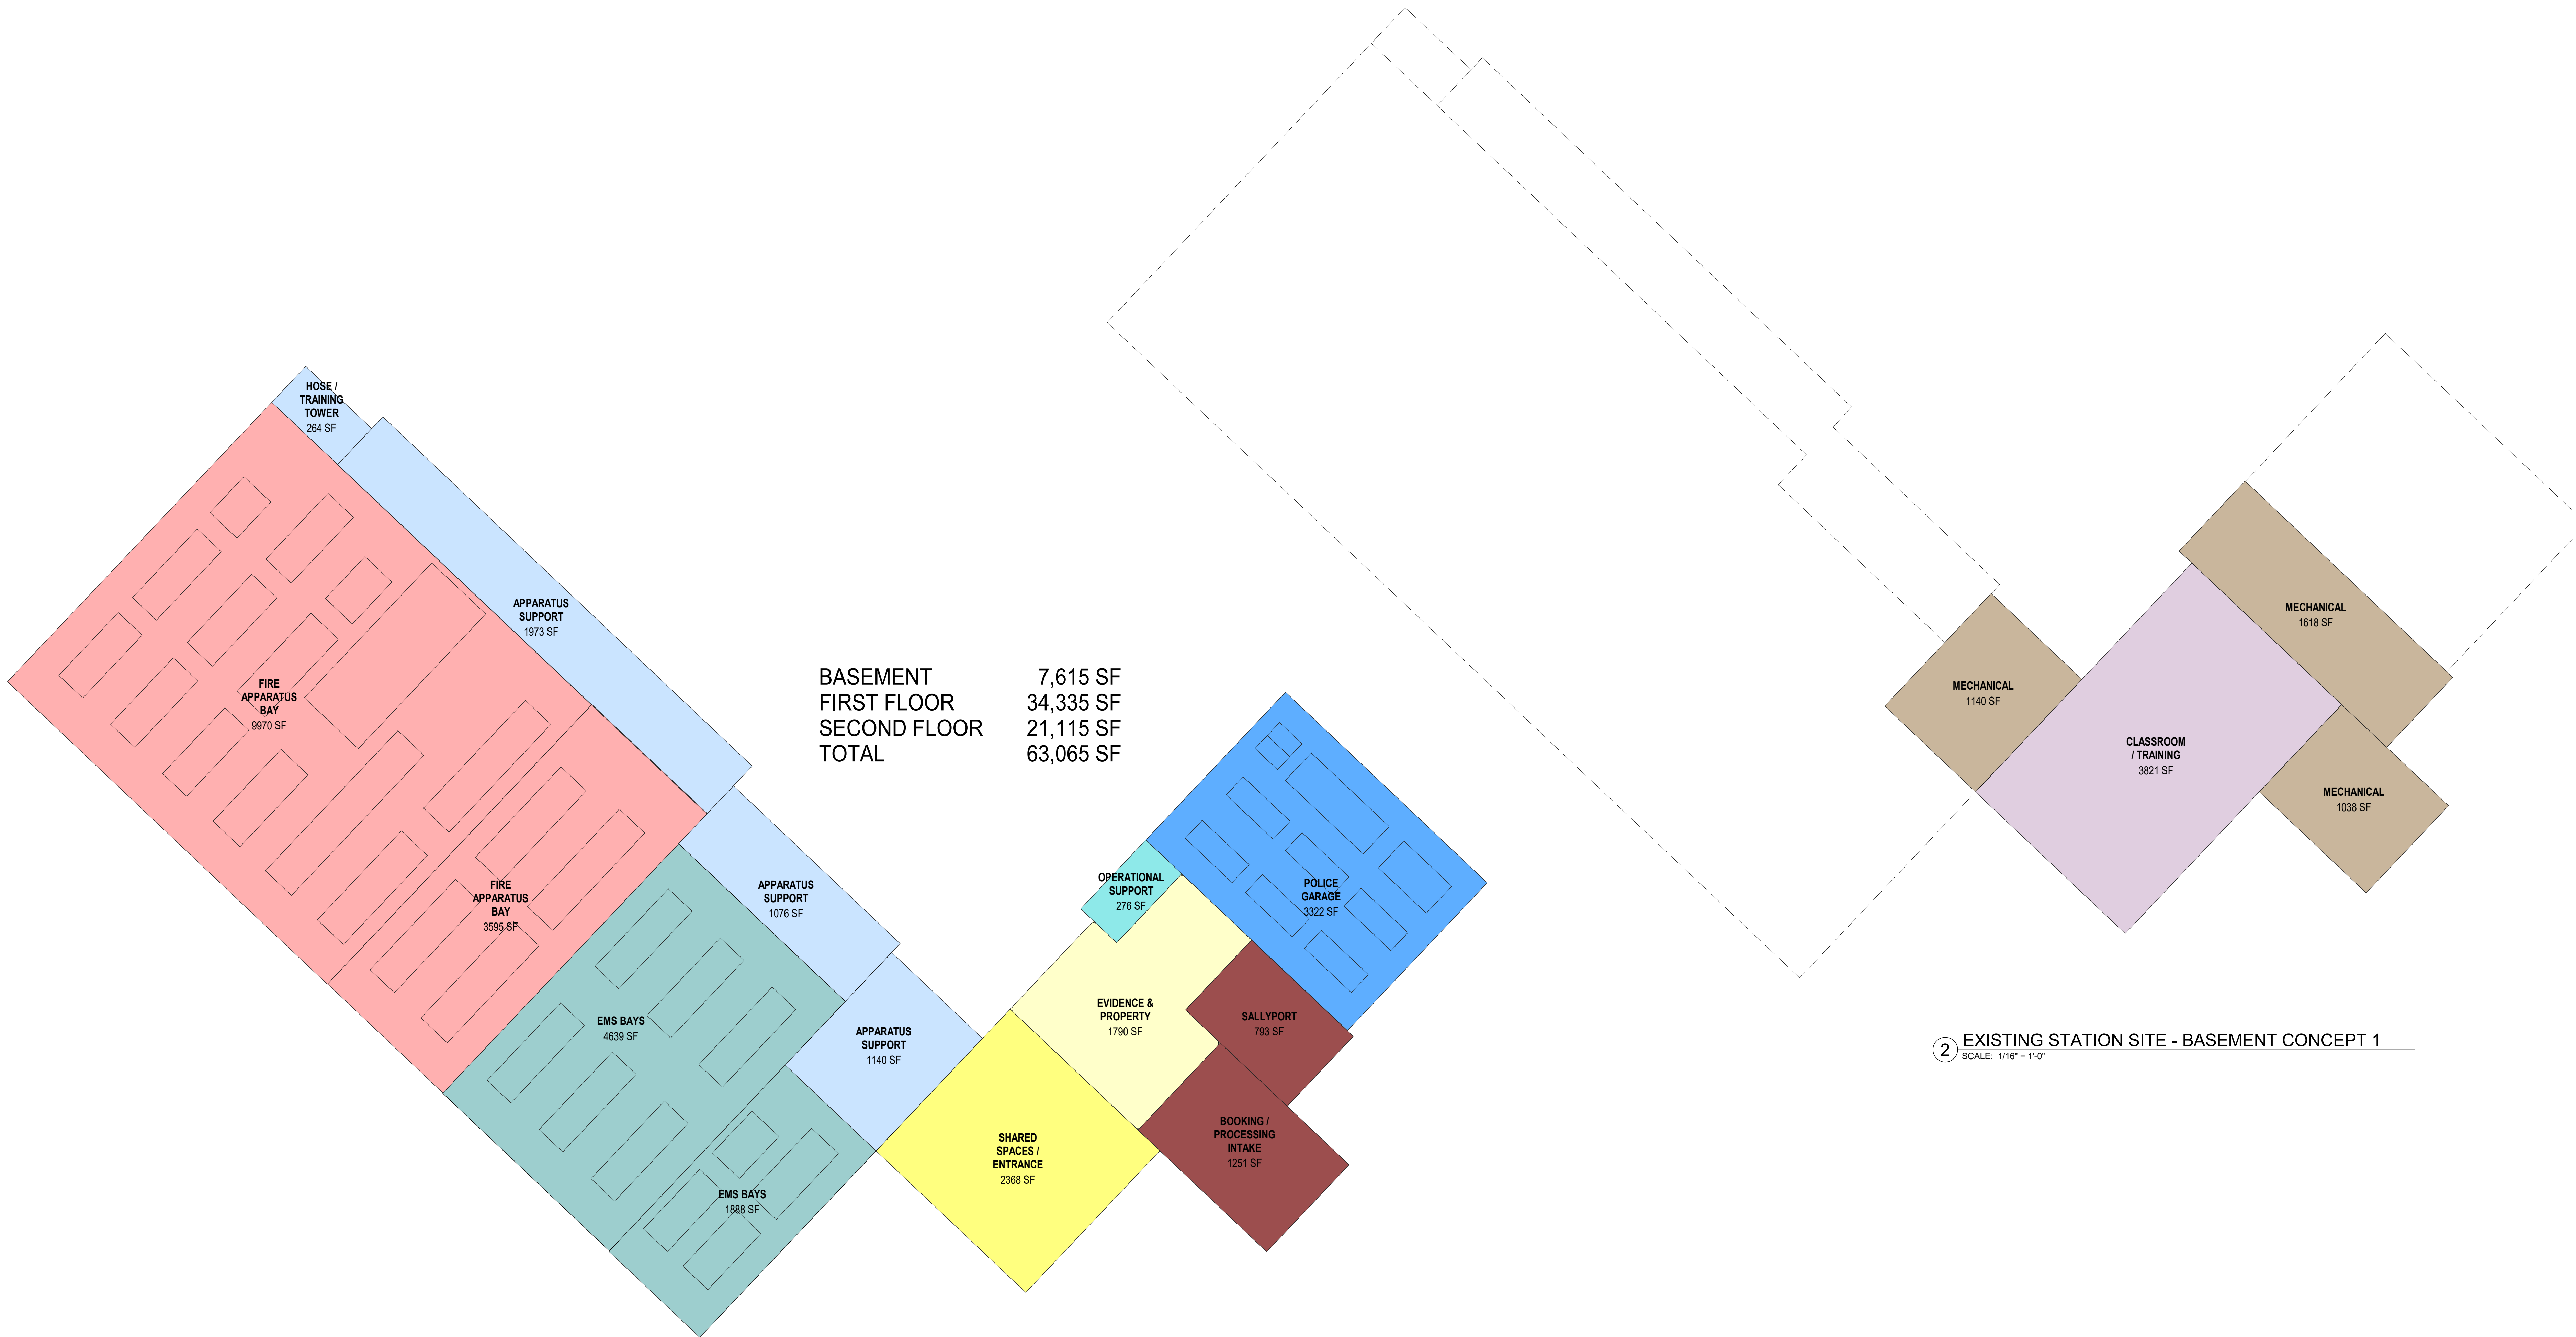 HOSE /
TRAINING
TOWER
264 SF
APPARATUS
SUPPORT
1973 SF
FIRE
APPARATUS
BAY
9970 SF
FIRE
APPARATUS
BAY
3595 SF
APPARATUS
SUPPORT
1076 SF
EMS BAYS
4639 SF
APPARATUS
SUPPORT
1140 SF
EMS BAYS
1888 SF
BASEMENT 7,615 SF
FIRST FLOOR 34,335 SF
SECOND FLOOR 21,115 SF
TOTAL 63,065 SF
OPERATIONAL
SUPPORT
276 SF
POLICE
GARAGE
3322 SF
EVIDENCE &
PROPERTY
1790 SF
SALLYPORT
793 SF
SHARED
SPACES /
ENTRANCE
2368 SF
BOOKING /
PROCESSING
INTAKE
1251 SF
MECHANICAL
1618 SF
MECHANICAL
1140 SF
CLASSROOM
/ TRAINING
3821 SF
MECHANICAL
1038 SF
2 EXISTING STATION SITE - BASEMENT CONCEPT 1
SCALE: 1/16" = 1'-0"